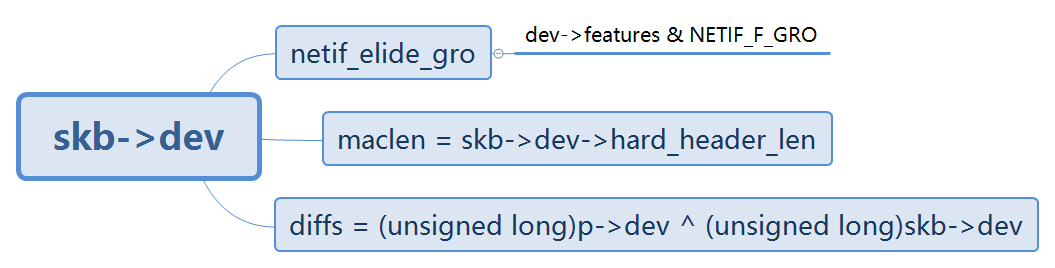 skb->dev
netif_elide_gro
dev->features & NETIF_F_GRO
maclen = skb->dev->hard_header_len
diffs = (unsigned long)p->dev ^ (unsigned long)skb->dev